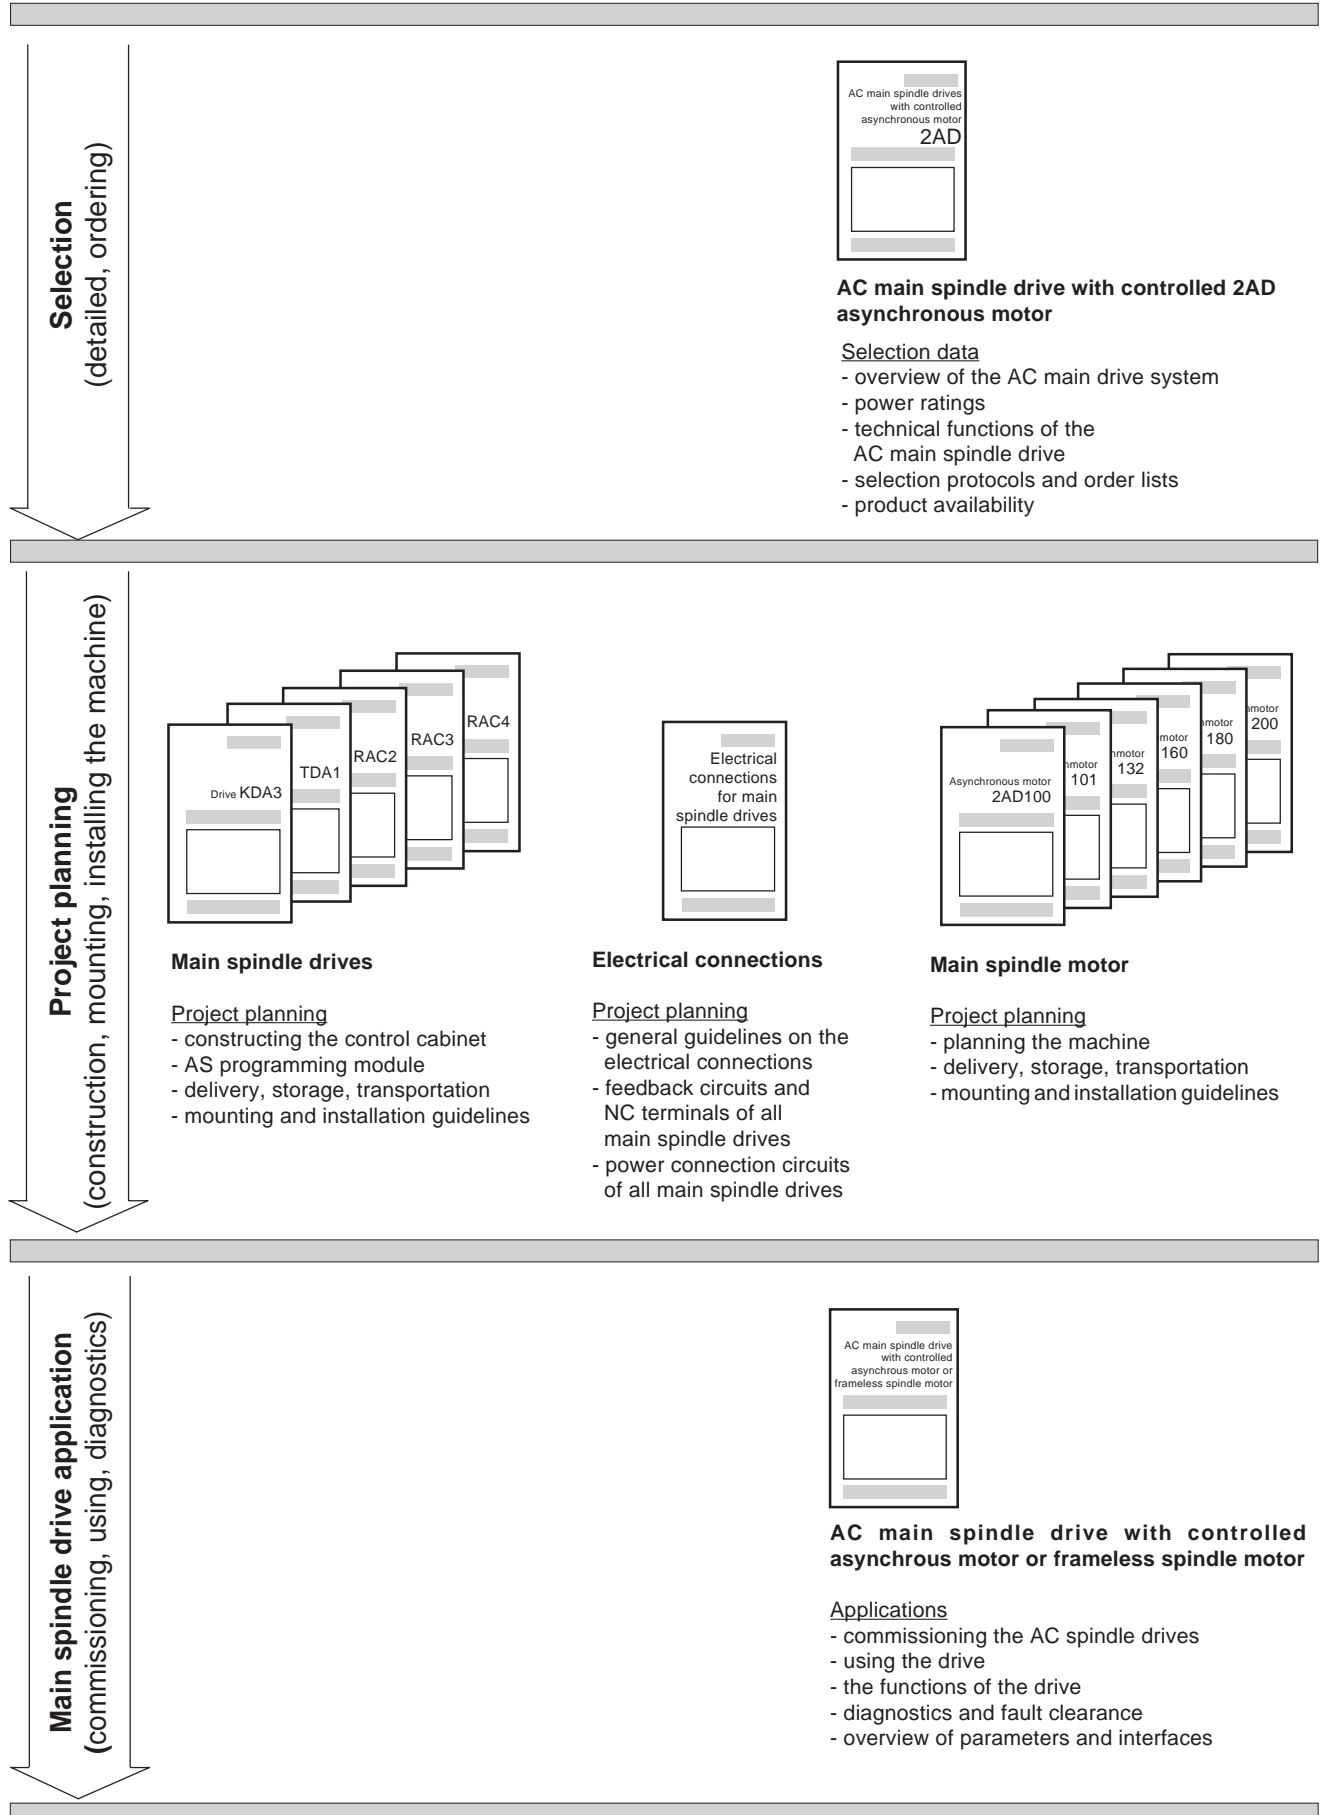 Selection
(detailed, ordering)
AC main spindle drives
with controlled
asynchronous motor
2AD
AC main spindle drive with controlled 2AD
asynchronous motor
Selection data
- overview of the AC main drive system
- power ratings
- technical functions of the
AC main spindle drive
- selection protocols and order lists
- product availability
Project planning
(construction, mounting, installing the machine)
Drive KDA3
TDA1
RAC2
RAC3
RAC4
Main spindle drives
Project planning
- constructing the control cabinet
- AS programming module
- delivery, storage, transportation
- mounting and installation guidelines
Electrical
connections
for main
spindle drives
Electrical connections
Project planning
- general guidelines on the
electrical connections
- feedback circuits and
NC terminals of all
main spindle drives
- power connection circuits
of all main spindle drives
Asynchronous motor
2AD100
nmotor
101
nmotor
132
motor
160
nmotor
180
nmotor
200
Main spindle motor
Project planning
- planning the machine
- delivery, storage, transportation
- mounting and installation guidelines
Main spindle drive application
(commissioning, using, diagnostics)
AC main spindle drive
with controlled
asynchrous motor or
frameless spindle motor
AC main spindle drive with controlled
asynchrous motor or frameless spindle motor
Applications
- commissioning the AC spindle drives
- using the drive
- the functions of the drive
- diagnostics and fault clearance
- overview of parameters and interfaces